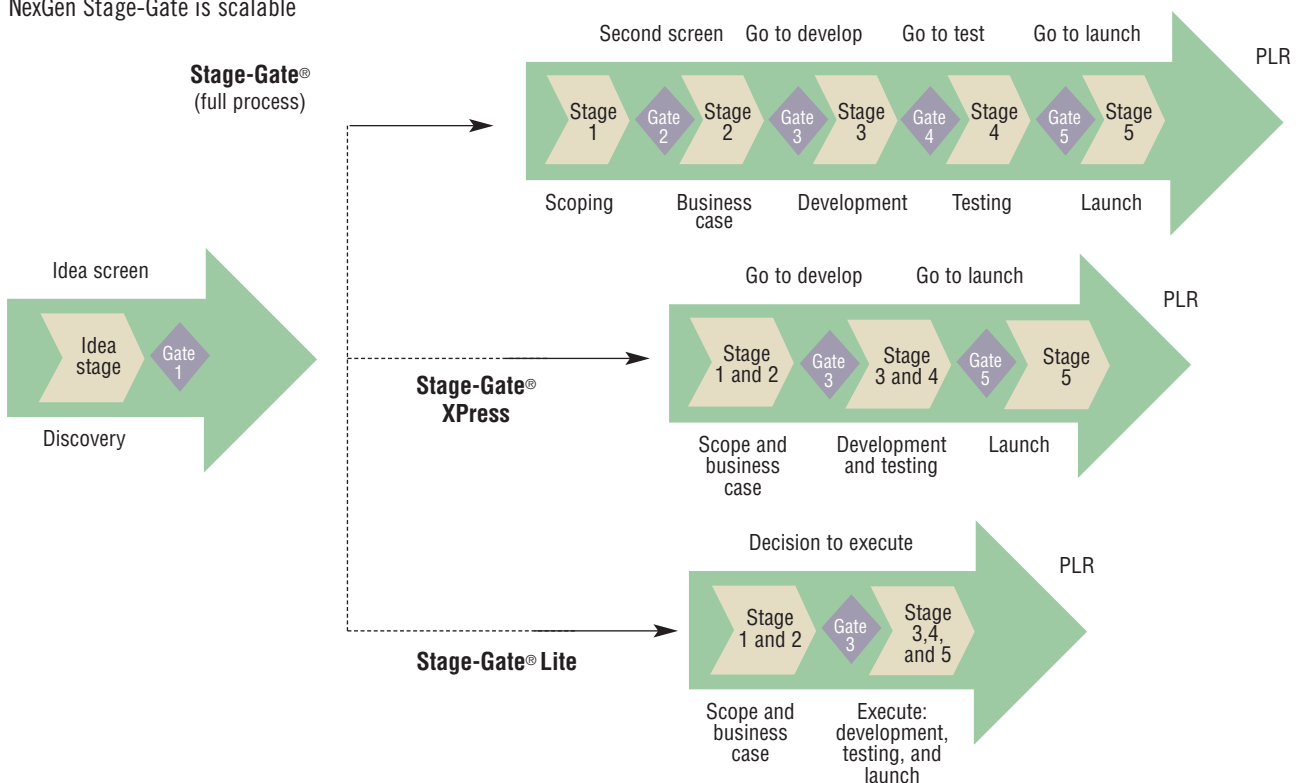 NexGen Stage-Gate is scalable
Second screen Go to develop Go to test Go to launch
PLR
Stage-Gate®
(full process)
Stage
1
Gate
2
Stage
2
Gate
3
Stage
3
Gate
4
Stage
4
Gate
5
Stage
5
Scoping
Business
case
Development
Testing
Launch
Idea screen
Idea
stage
Gate
1
Discovery
Go to develop Go to launch
PLR
Stage-Gate®
XPress
Stage
1 and 2
Gate
3
Stage
3 and 4
Gate
5
Stage
5
Scope and
business
case
Development
and testing
Launch
Decision to execute
PLR
Stage-Gate® Lite
Stage
1 and 2
Gate
3
Stage
3,4,
and 5
Scope and
business
case
Execute:
development,
testing, and
launch